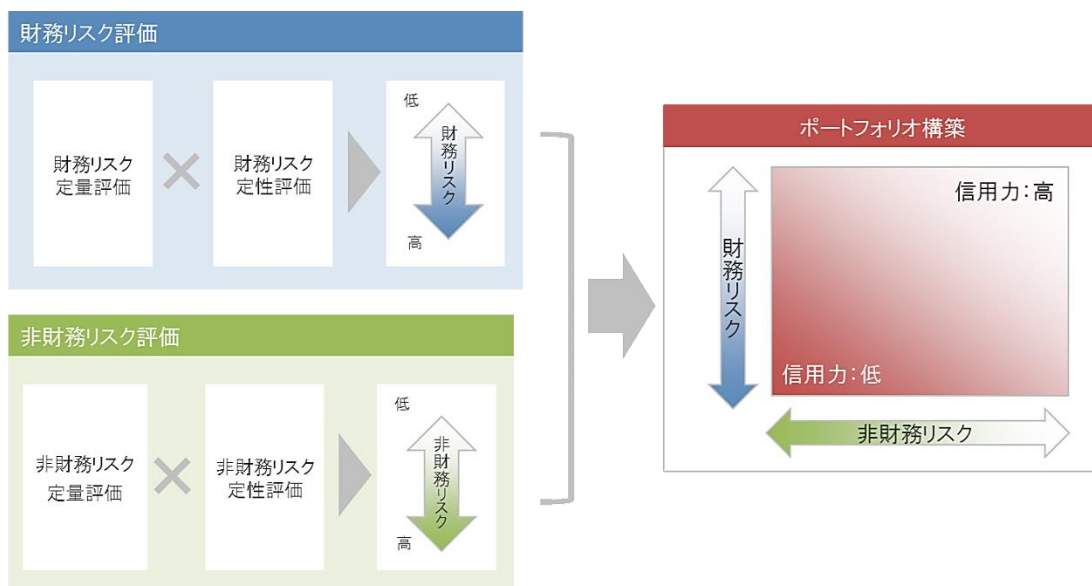 財務リスク評価
財務リスク
定量評価
財務リスク
定性評価
低
財務リスク
高
非財務リスク評価
非財務リスク
定量評価
非財務リスク
定性評価
低
非財務リスク
高
ポートフォリオ構築
財務リスク
信用力：高
信用力：低
非財務リスク